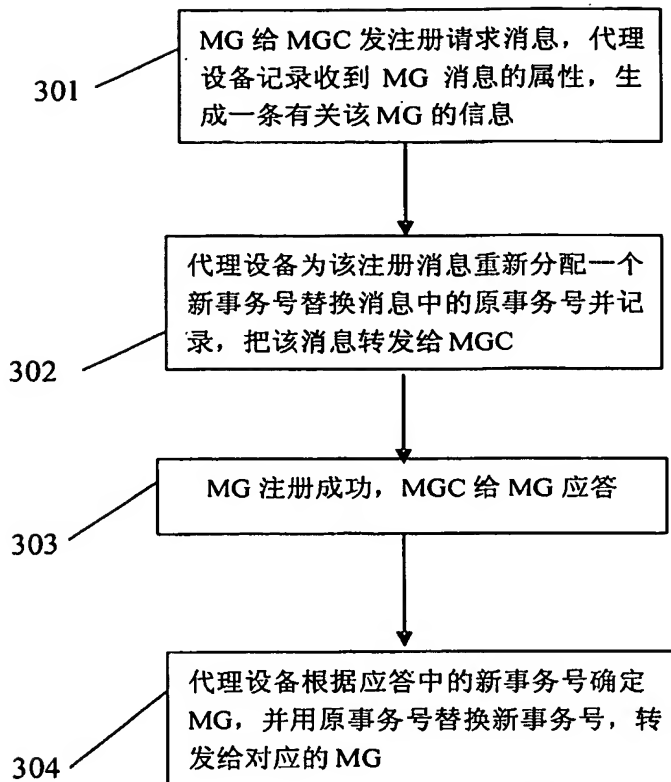 301
MG 给 MGC 发注册请求消息，代理
设备记录收到 MG 消息的属性，生
成一条有关该 MG 的信息
302
代理设备为该注册消息重新分配一个
新事务号替换消息中的原事务号并记
录，把该消息转发给 MGC
303
MG 注册成功，MGC 给 MG 应答
304
代理设备根据应答中的新事务号确定
MG，并用原事务号替换新事务号，转
发给对应的 MG